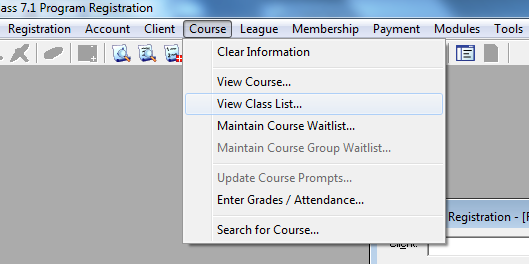 ass 7.1 Program Registration
Registration Account Client Course League Membership Payment Modules Tools
Clear Information
View Course...
View Class List...
Maintain Course Waitlist...
Maintain Course Group Waitlist...
Update Course Prompts...
Enter Grades / Attendance...
Search for Course...
Registration - [F
Client: